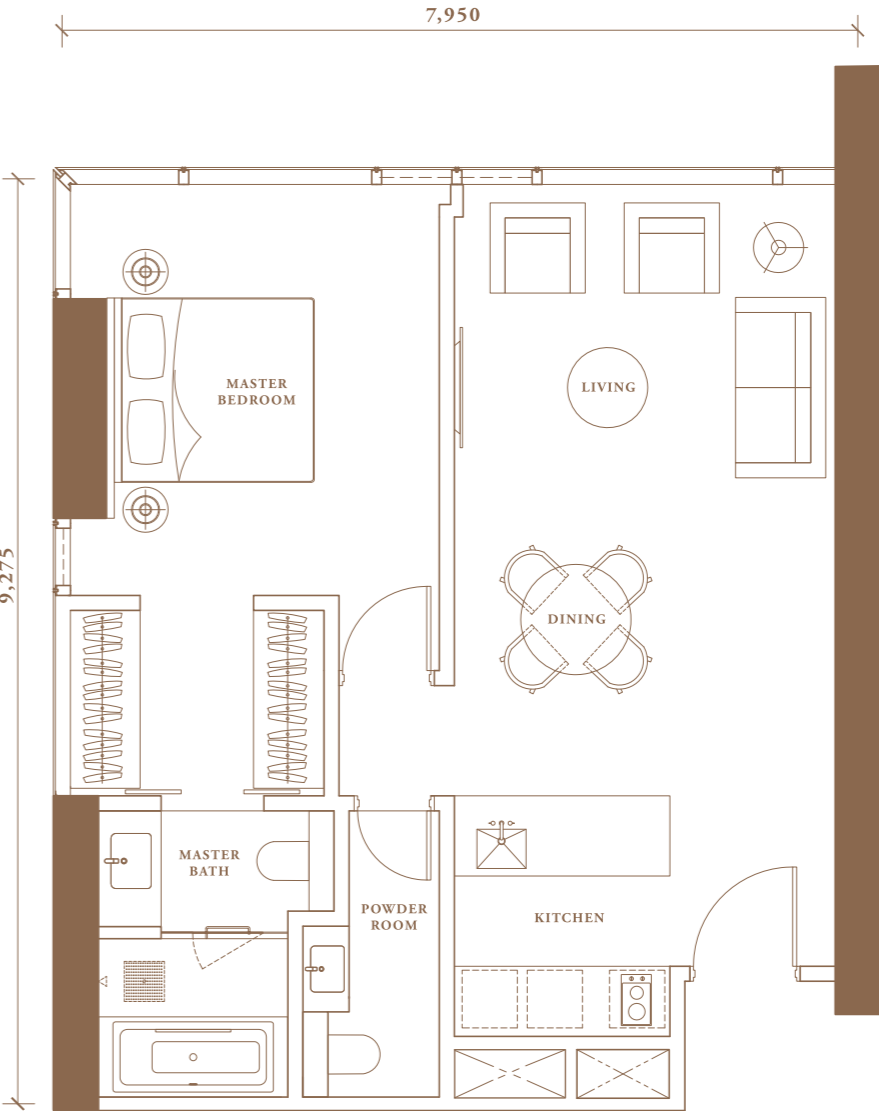 7,950
MASTER
BEDROOM
LIVING
9,275
DINING
MASTER
BATH
POWDER
ROOM
KITCHEN